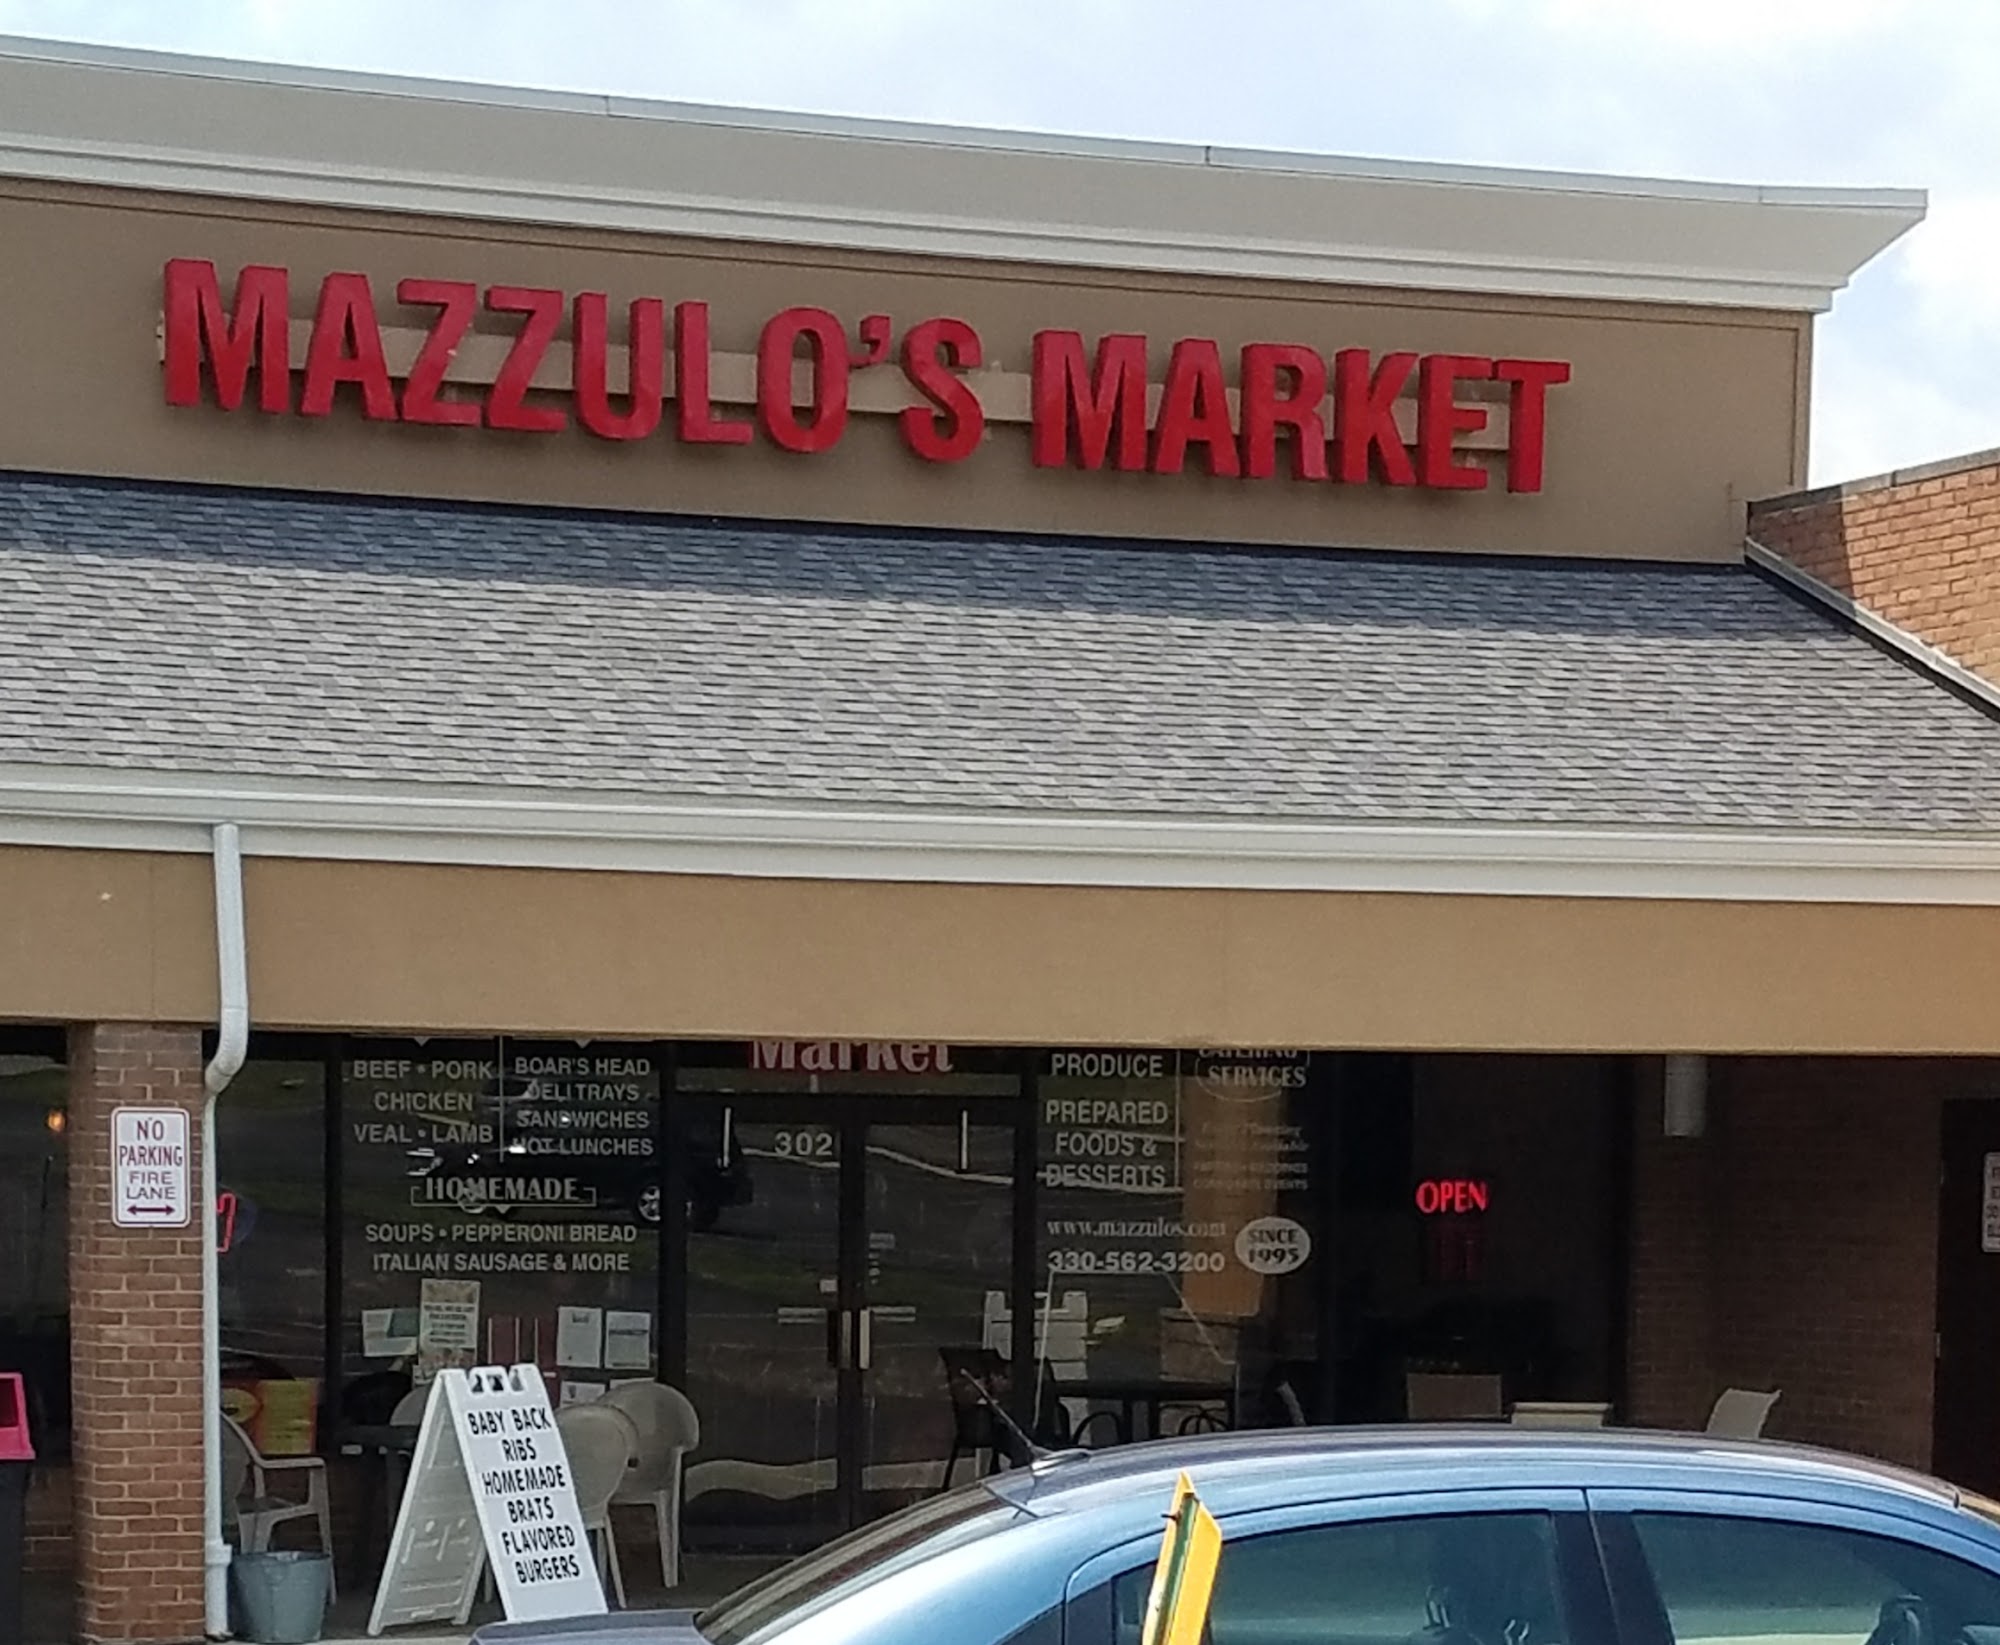 MAZZULO'S MARKET
Market
302
BEEF • PORK
CHICKEN
VEAL • LAMB
BOAR'S HEAD
DELI TRAYS
SANDWICHES
HOT LUNCHES
HOMEMADE
SOUPS • PEPPERONI BREAD
ITALIAN SAUSAGE & MORE
PRODUCE
PREPARED
FOODS &
DESSERTS
CATERING
SERVICES
www.mazzulos.com
330-562-3200
SINCE
1995
OPEN
NO
PARKING
FIRE
LANE
BABY BACK
RIBS
HOMEMADE
BRATS
FLAVORED
BURGERS